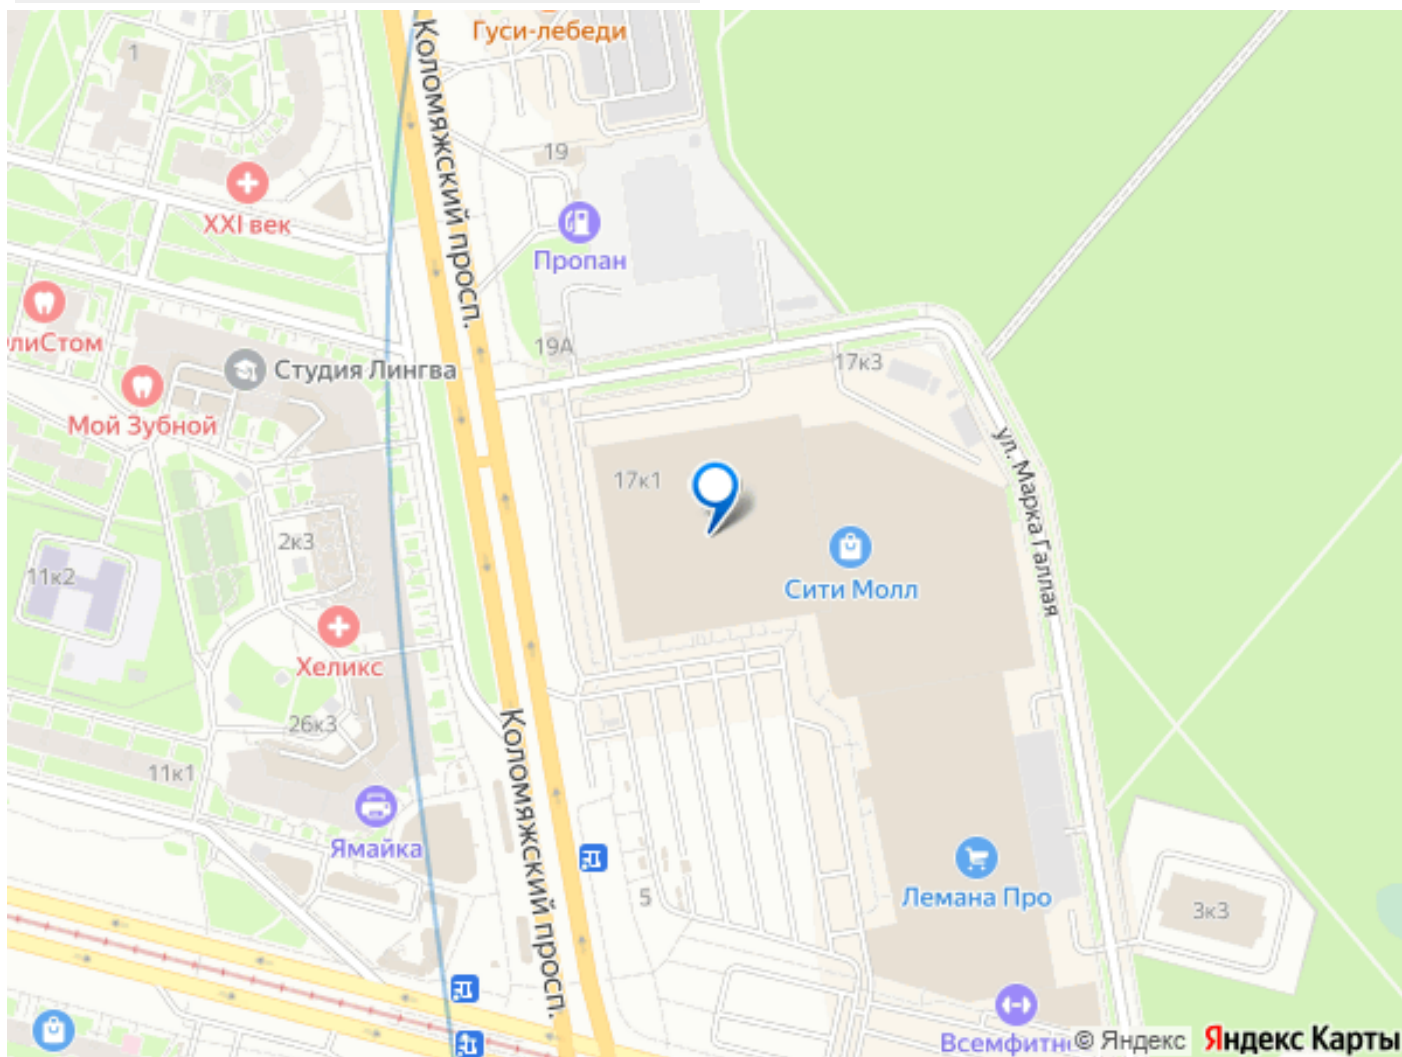 Гуси-лебеди
1
Коломяжский просп.
19
XXI век
Пропан
лиСтом
19А
17к3
Студия Лингва
Мой Зубной
ул. Марка Галлая
17к1
2к3
11к2
Сити Молл
Хеликс
26к3
11к1
Коломяжский просп.
Ямайка
5
Лемана Про
3к3
Всемфитн
© Яндекс
Яндекс Карты